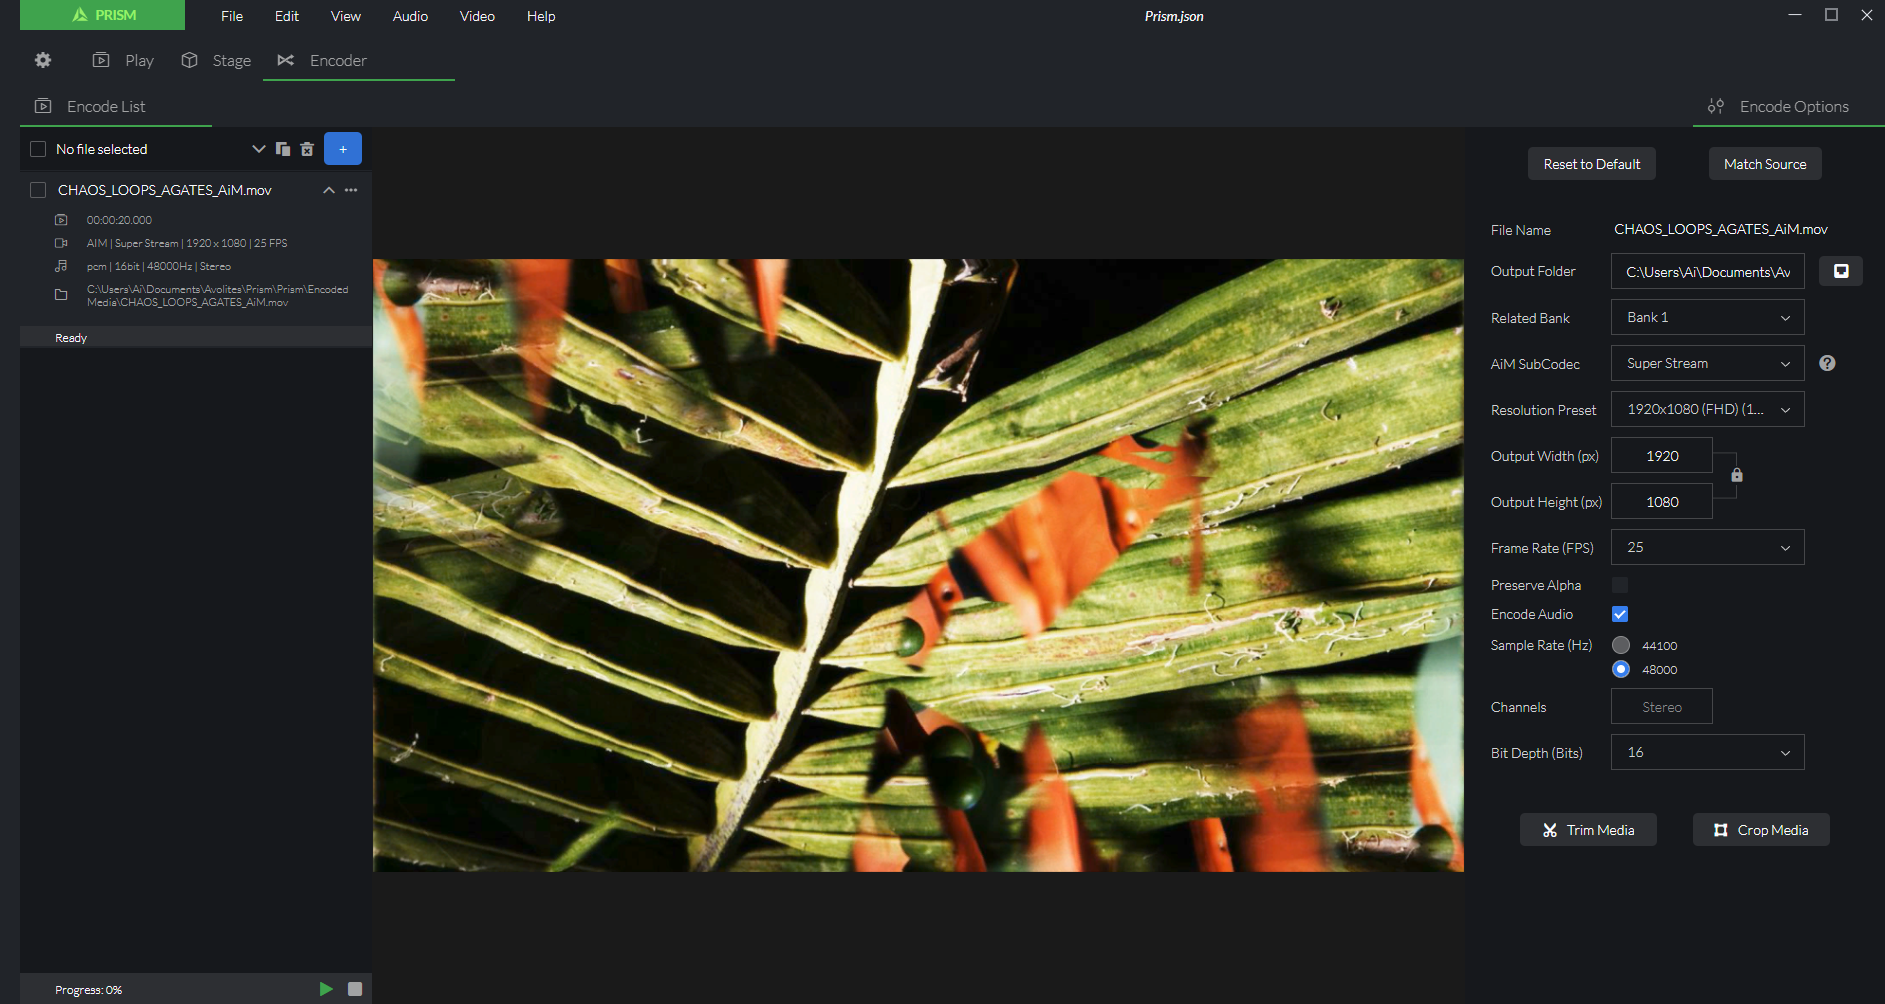 PRISM
File Edit View Audio Video Help
Prism.json
Play Stage Encoder
Encode List
Encode Options
No file selected
+
CHAOS_LOOPS_AGATES_AiM.mov
00:00:20.000
AIM | Super Stream | 1920 x 1080 | 25 FPS
pcm | 16bit | 48000Hz | Stereo
C:\Users\Ai\Documents\Avolites\Prism\Prism\Encoded
Media\CHAOS_LOOPS_AGATES_AiM.mov
Ready
Progress: 0%
Reset to Default Match Source
File Name CHAOS_LOOPS_AGATES_AiM.mov
Output Folder C:\Users\Ai\Documents\Av
Related Bank Bank 1
AiM SubCodec Super Stream ?
Resolution Preset 1920x1080 (FHD) (1...
Output Width (px) 1920
Output Height (px) 1080
Frame Rate (FPS) 25
Preserve Alpha
Encode Audio
Sample Rate (Hz) 44100
48000
Channels Stereo
Bit Depth (Bits) 16
Trim Media Crop Media